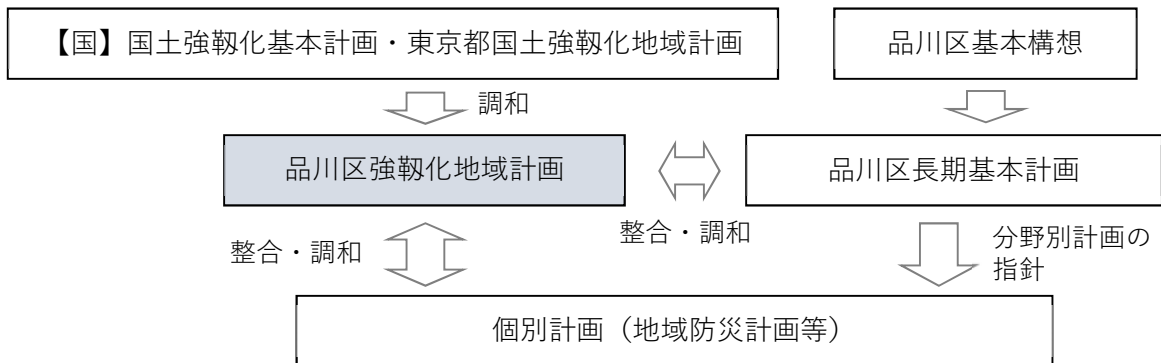 【国】国土強靱化基本計画・東京都国土強靱化地域計画
品川区基本構想
調和
品川区強靱化地域計画
品川区長期基本計画
整合・調和
整合・調和
分野別計画の
指針
個別計画（地域防災計画等）